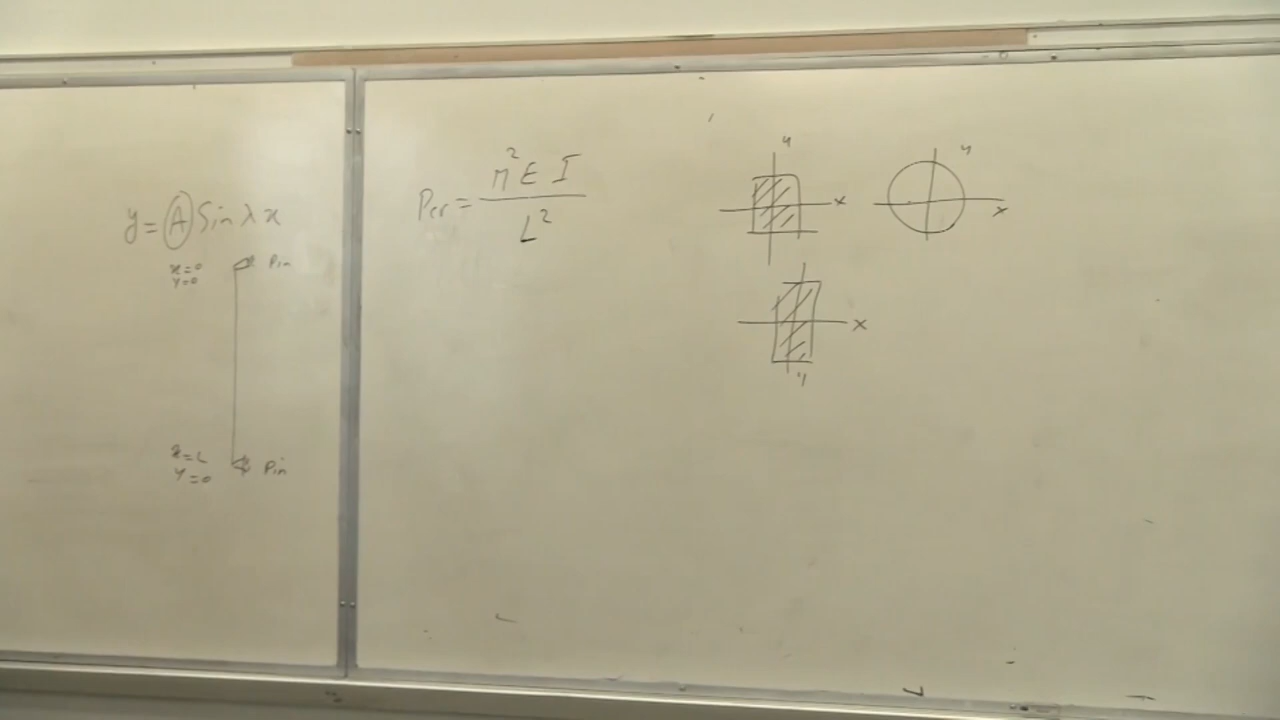 y = A Sin λ x
x=0
y=0
Pin
x=L
y=0
Pin
Pcr = π² E I / L²
y
x
y
x
x
y